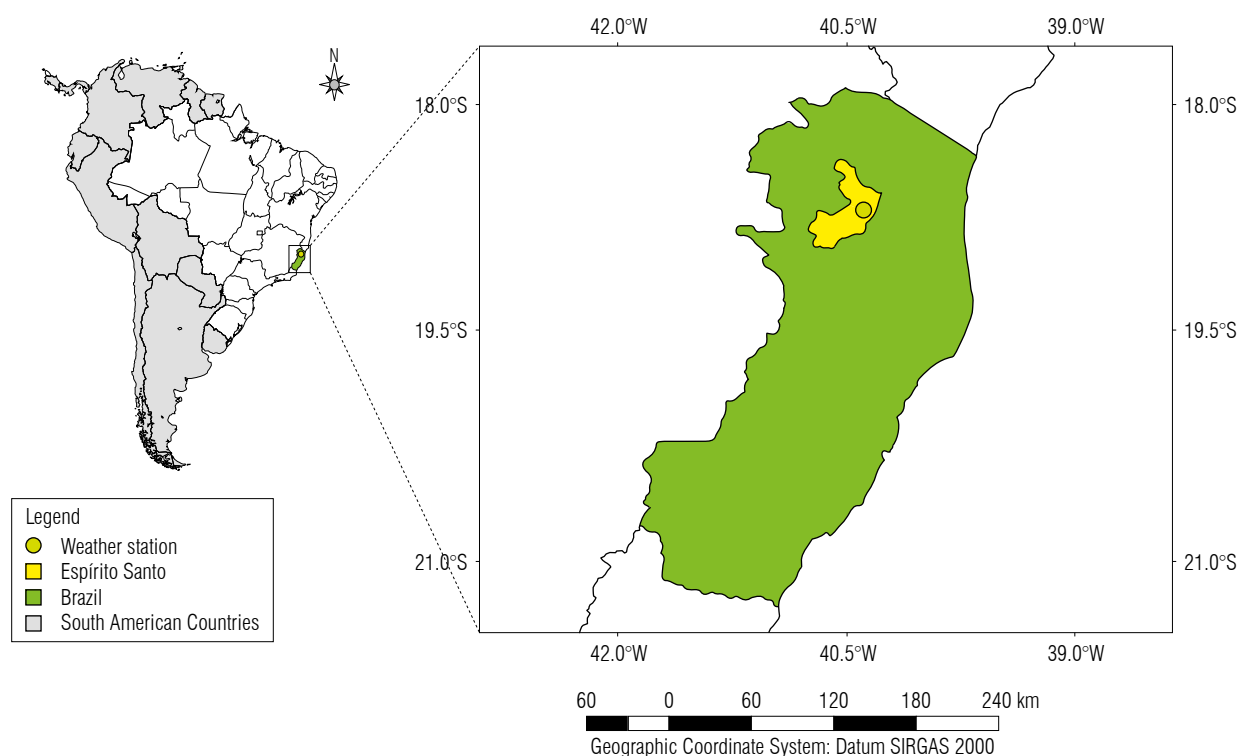 42.0°W 40.5°W 39.0°W
N
18.0°S 18.0°S
19.5°S 19.5°S
21.0°S 21.0°S
Legend
Weather station
Espírito Santo
Brazil
South American Countries
42.0°W 40.5°W 39.0°W
60 0 60 120 180 240 km
Geographic Coordinate System: Datum SIRGAS 2000